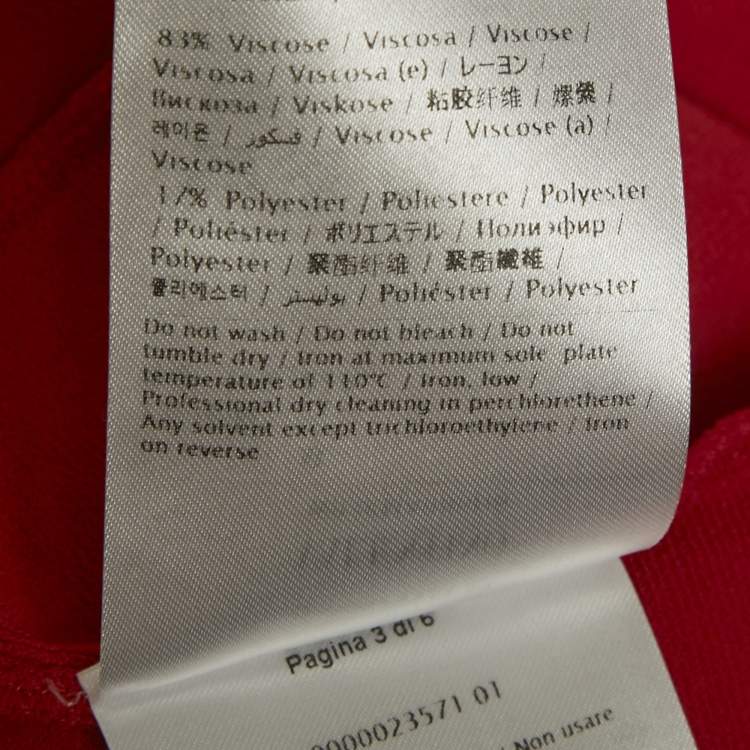 83% Viscose / Viscosa / Viscose /
Viscosa / Viscosa (e) / レーヨン /
Вискоза / Viskose / 粘胶纤维 / 嫘縈 /
레이온 / فسكوز / Viscose / Viscose (a) /
Viscose
17% Polyester / Poliestere / Polyester
/ Poliéster / ポリエステル / Полиэфир /
Polyester / 聚酯纤维 / 聚酯纖維 /
폴리에스터 / بوليستر / Poliéster / Polyester
Do not wash / Do not bleach / Do not
tumble dry / Iron at maximum sole plate
temperature of 110°C / Iron, low /
Professional dry cleaning in perchlorethene /
Any solvent except trichloroethylene / Iron
on reverse
Pagina 3 di 6
0000023571 01
/ Non usare